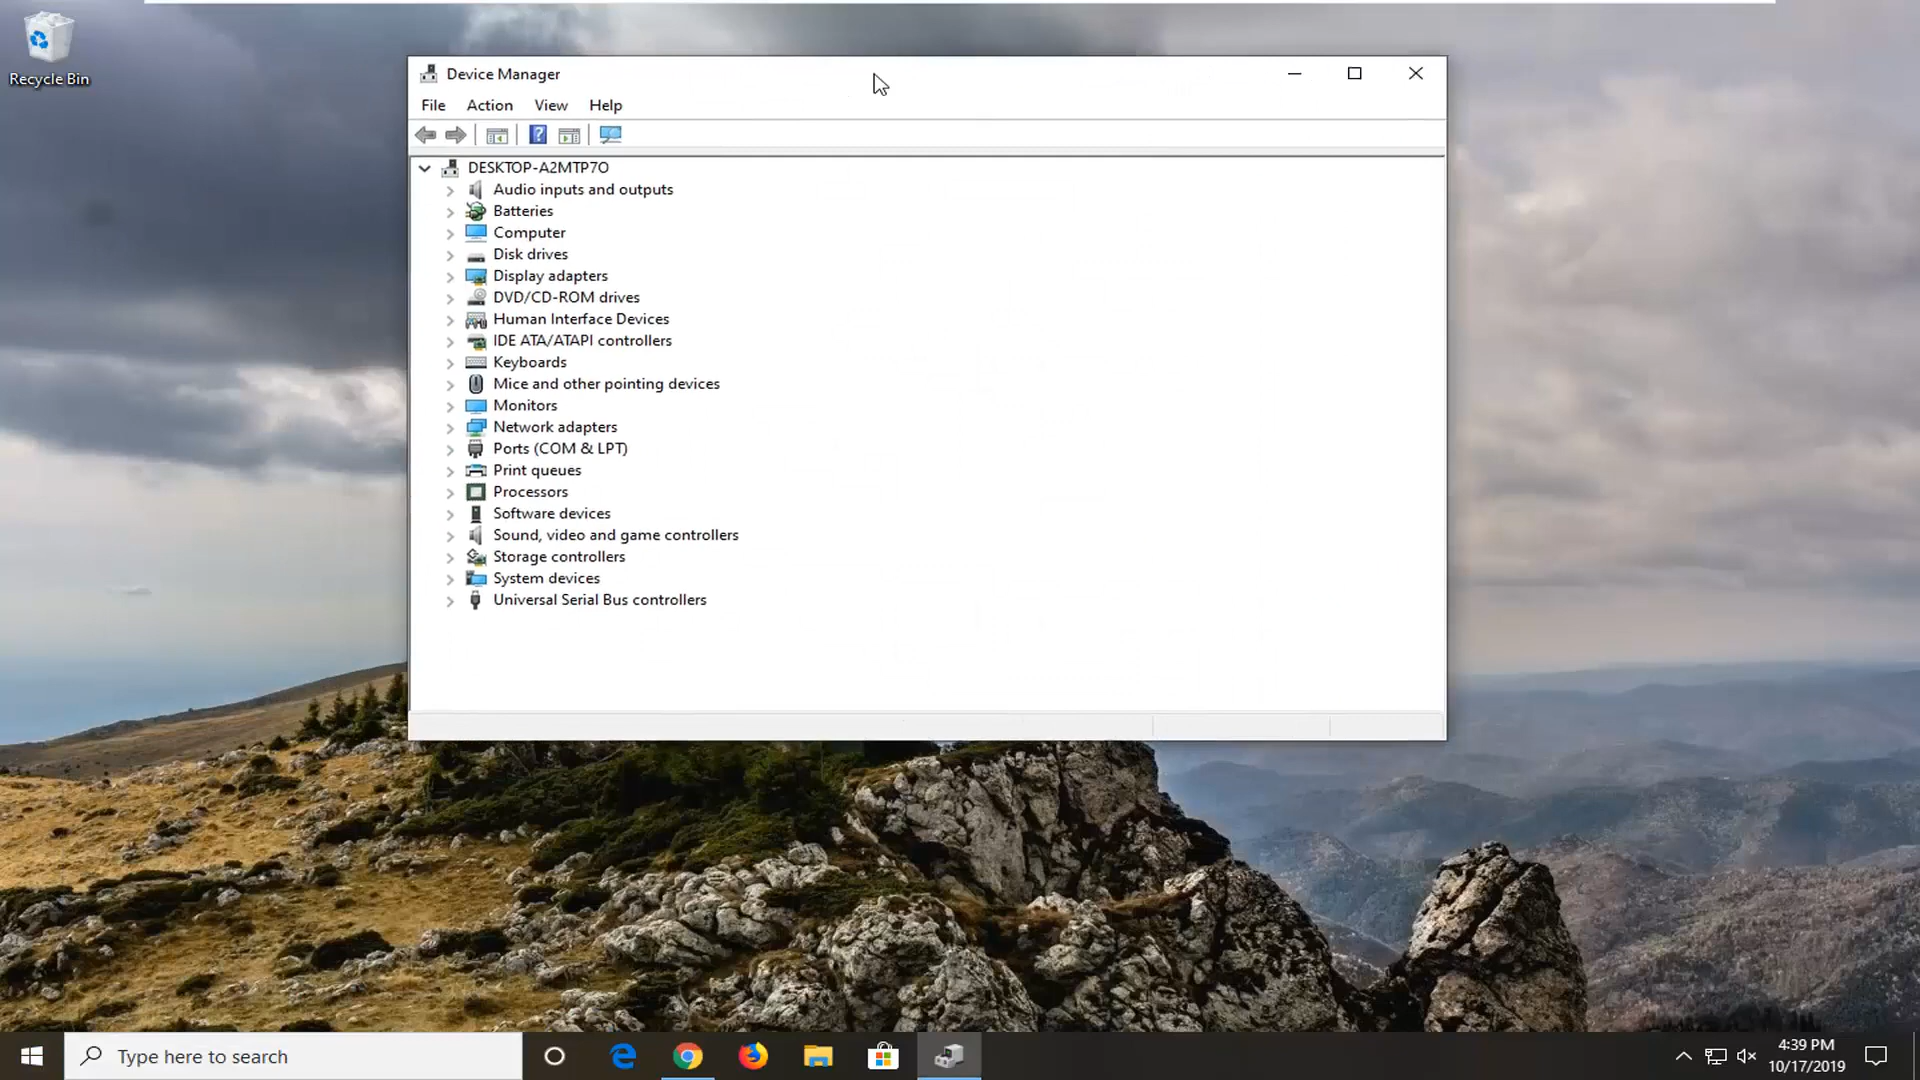 Recycle Bin
Device Manager
File Action View Help
DESKTOP-A2MTP7O
Audio inputs and outputs
Batteries
Computer
Disk drives
Display adapters
DVD/CD-ROM drives
Human Interface Devices
IDE ATA/ATAPI controllers
Keyboards
Mice and other pointing devices
Monitors
Network adapters
Ports (COM & LPT)
Print queues
Processors
Software devices
Sound, video and game controllers
Storage controllers
System devices
Universal Serial Bus controllers
Type here to search
4:39 PM
10/17/2019